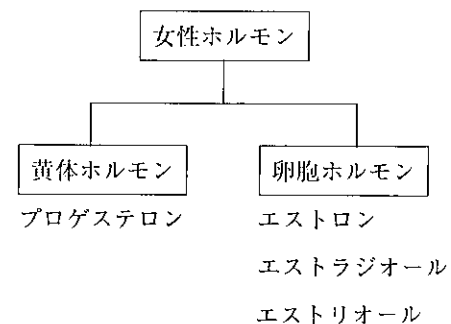 女性ホルモン
黄体ホルモン
プロゲステロン
卵胞ホルモン
エストロン
エストラジオール
エストリオール